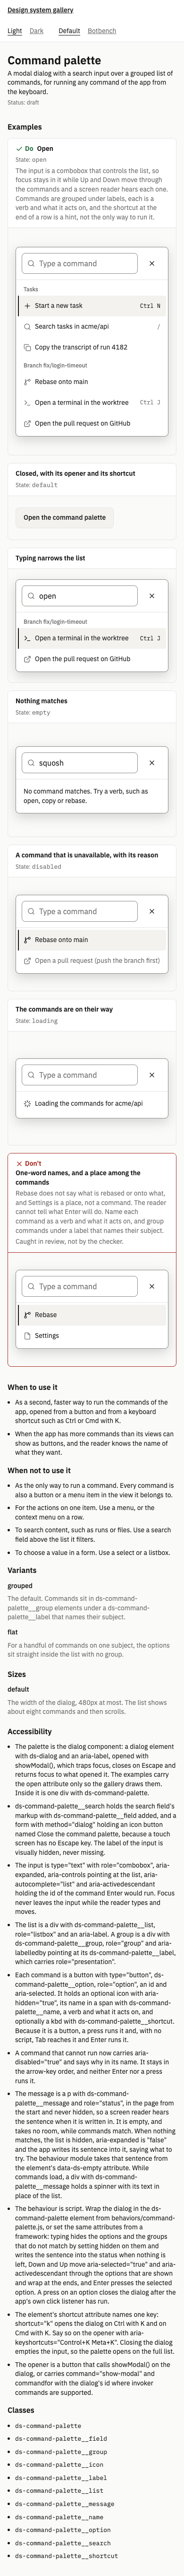 Design system gallery
Light Dark Default Botbench
Command palette
A modal dialog with a search input over a grouped list of
commands, for running any command of the app from
the keyboard.
Status: draft
Examples
Do Open
State: open
The input is a combobox that controls the list, so
focus stays in it while Up and Down move through
the commands and a screen reader hears each one.
Commands are grouped under labels, each is a
verb and what it acts on, and the shortcut at the
end of a row is a hint, not the only way to run it.
Type a command
Tasks
Start a new task Ctrl N
Search tasks in acme/api /
Copy the transcript of run 4182
Branch fix/login-timeout
Rebase onto main
Open a terminal in the worktree Ctrl J
Open the pull request on GitHub
Closed, with its opener and its shortcut
State: default
Open the command palette
Typing narrows the list
open
Branch fix/login-timeout
Open a terminal in the worktree Ctrl J
Open the pull request on GitHub
Nothing matches
State: empty
squosh
No command matches. Try a verb, such as
open, copy or rebase.
A command that is unavailable, with its reason
State: disabled
Type a command
Rebase onto main
Open a pull request (push the branch first)
The commands are on their way
State: loading
Type a command
Loading the commands for acme/api
Don't
One-word names, and a place among the
commands
Rebase does not say what is rebased or onto what,
and Settings is a place, not a command. The reader
cannot tell what Enter will do. Name each
command as a verb and what it acts on, and group
commands under a label that names their subject.
Caught in review, not by the checker.
Type a command
Rebase
Settings
When to use it
As a second, faster way to run the commands of the
app, opened from a button and from a keyboard
shortcut such as Ctrl or Cmd with K.
When the app has more commands than its views can
show as buttons, and the reader knows the name of
what they want.
When not to use it
As the only way to run a command. Every command is
also a button or a menu item in the view it belongs to.
For the actions on one item. Use a menu, or the
context menu on a row.
To search content, such as runs or files. Use a search
field above the list it filters.
To choose a value in a form. Use a select or a listbox.
Variants
grouped
The default. Commands sit in ds-command-
palette__group elements under a ds-command-
palette__label that names their subject.
flat
For a handful of commands on one subject, the options
sit straight inside the list with no group.
Sizes
default
The width of the dialog, 480px at most. The list shows
about eight commands and then scrolls.
Accessibility
The palette is the dialog component: a dialog element
with ds-dialog and an aria-label, opened with
showModal(), which traps focus, closes on Escape and
returns focus to what opened it. The examples carry
the open attribute only so the gallery draws them.
Inside it is one div with ds-command-palette.
ds-command-palette__search holds the search field's
markup with ds-command-palette__field added, and a
form with method="dialog" holding an icon button
named Close the command palette, because a touch
screen has no Escape key. The label of the input is
visually hidden, never missing.
The input is type="text" with role="combobox", aria-
expanded, aria-controls pointing at the list, aria-
autocomplete="list" and aria-activedescendant
holding the id of the command Enter would run. Focus
never leaves the input while the reader types and
moves.
The list is a div with ds-command-palette__list,
role="listbox" and an aria-label. A group is a div with
ds-command-palette__group, role="group" and aria-
labelledby pointing at its ds-command-palette__label,
which carries role="presentation".
Each command is a button with type="button", ds-
command-palette__option, role="option", an id and
aria-selected. It holds an optional icon with aria-
hidden="true", its name in a span with ds-command-
palette__name, a verb and what it acts on, and
optionally a kbd with ds-command-palette__shortcut.
Because it is a button, a press runs it and, with no
script, Tab reaches it and Enter runs it.
A command that cannot run now carries aria-
disabled="true" and says why in its name. It stays in
the arrow-key order, and neither Enter nor a press
runs it.
The message is a p with ds-command-
palette__message and role="status", in the page from
the start and never hidden, so a screen reader hears
the sentence when it is written in. It is empty, and
takes no room, while commands match. When nothing
matches, the list is hidden, aria-expanded is "false"
and the app writes its sentence into it, saying what to
try. The behaviour module takes that sentence from
the element's data-ds-empty attribute. While
commands load, a div with ds-command-
palette__message holds a spinner with its text in
place of the list.
The behaviour is script. Wrap the dialog in the ds-
command-palette element from behaviors/command-
palette.js, or set the same attributes from a
framework: typing hides the options and the groups
that do not match by setting hidden on them and
writes the sentence into the status when nothing is
left, Down and Up move aria-selected="true" and aria-
activedescendant through the options that are shown
and wrap at the ends, and Enter presses the selected
option. A press on an option closes the dialog after the
app's own click listener has run.
The element's shortcut attribute names one key:
shortcut="k" opens the dialog on Ctrl with K and on
Cmd with K. Say so on the opener with aria-
keyshortcuts="Control+K Meta+K". Closing the dialog
empties the input, so the palette opens on the full list.
The opener is a button that calls showModal() on the
dialog, or carries command="show-modal" and
commandfor with the dialog's id where invoker
commands are supported.
Classes
ds-command-palette
ds-command-palette__field
ds-command-palette__group
ds-command-palette__icon
ds-command-palette__label
ds-command-palette__list
ds-command-palette__message
ds-command-palette__name
ds-command-palette__option
ds-command-palette__search
ds-command-palette__shortcut